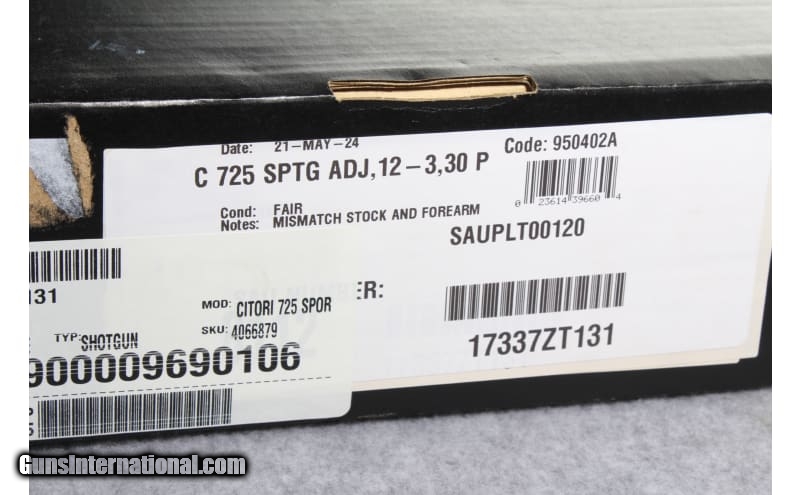 Date: 21-MAY-24
Code: 950402A
C 725 SPTG ADJ,12-3,30 P
0 23614 39660 4
Cond: FAIR
Notes: MISMATCH STOCK AND FOREARM
SAUPLT00120
ER:
17337ZT131
131
MOD: CITORI 725 SPOR
TYP: SHOTGUN
SKU: 4066879
900009690106
GunsInternational.com